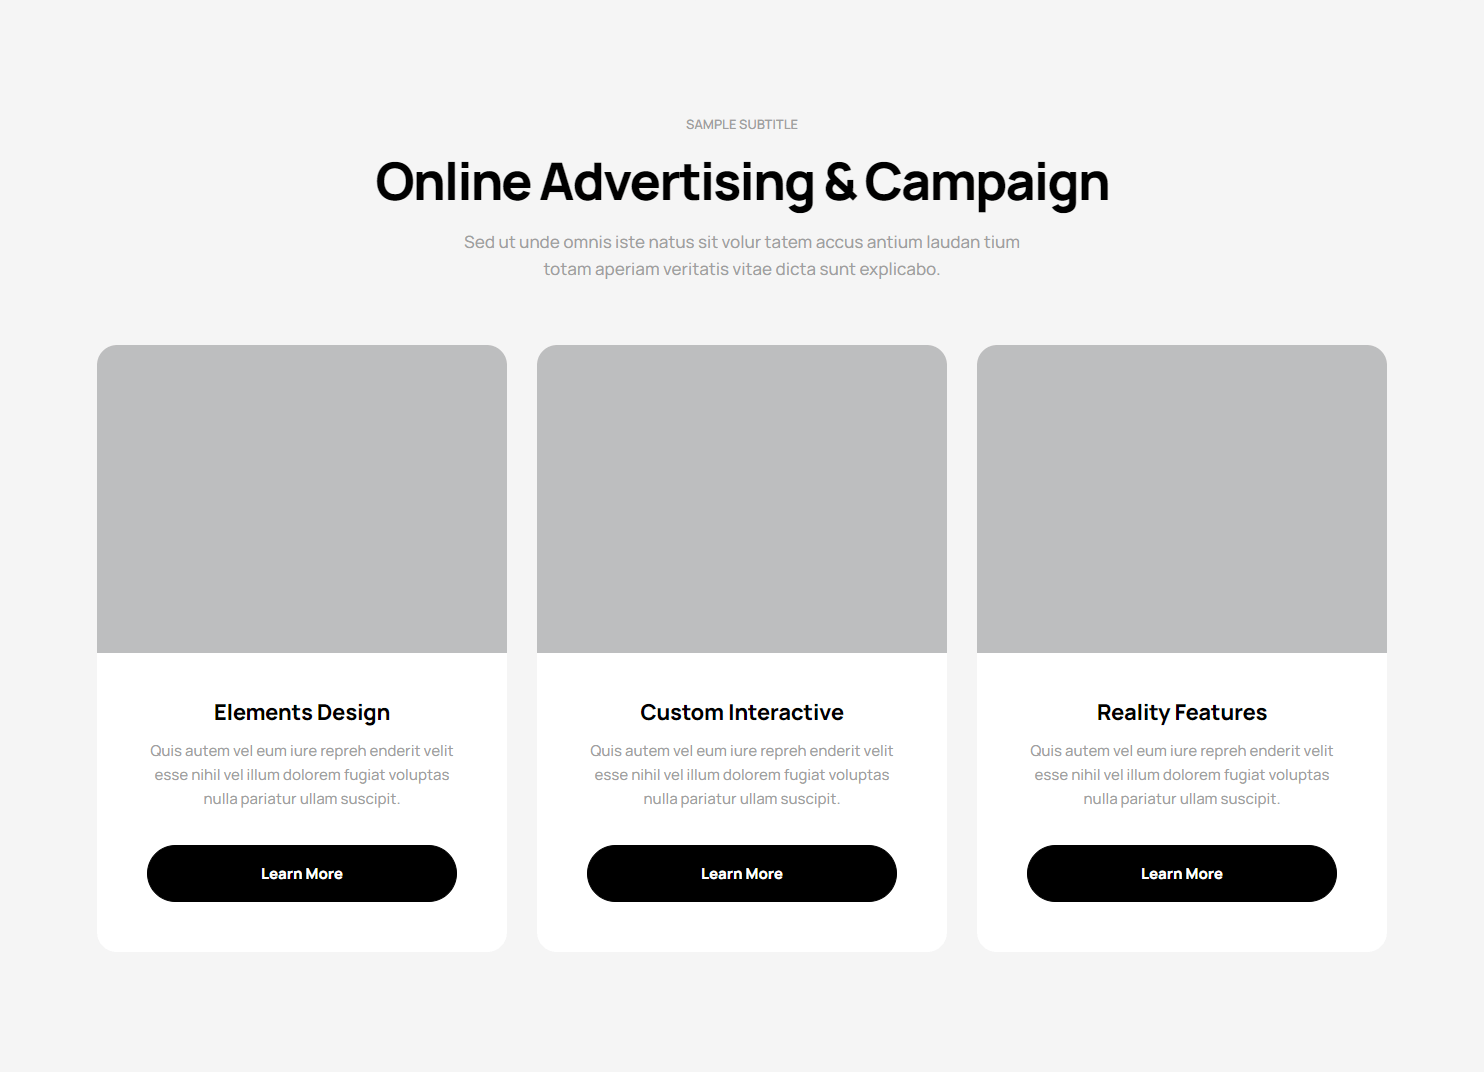 SAMPLE SUBTITLE
Online Advertising & Campaign
Sed ut unde omnis iste natus sit volur tatem accus antium laudan tium
totam aperiam veritatis vitae dicta sunt explicabo.
Elements Design
Quis autem vel eum iure repreh enderit velit
esse nihil vel illum dolorem fugiat voluptas
nulla pariatur ullam suscipit.
Learn More
Custom Interactive
Quis autem vel eum iure repreh enderit velit
esse nihil vel illum dolorem fugiat voluptas
nulla pariatur ullam suscipit.
Learn More
Reality Features
Quis autem vel eum iure repreh enderit velit
esse nihil vel illum dolorem fugiat voluptas
nulla pariatur ullam suscipit.
Learn More